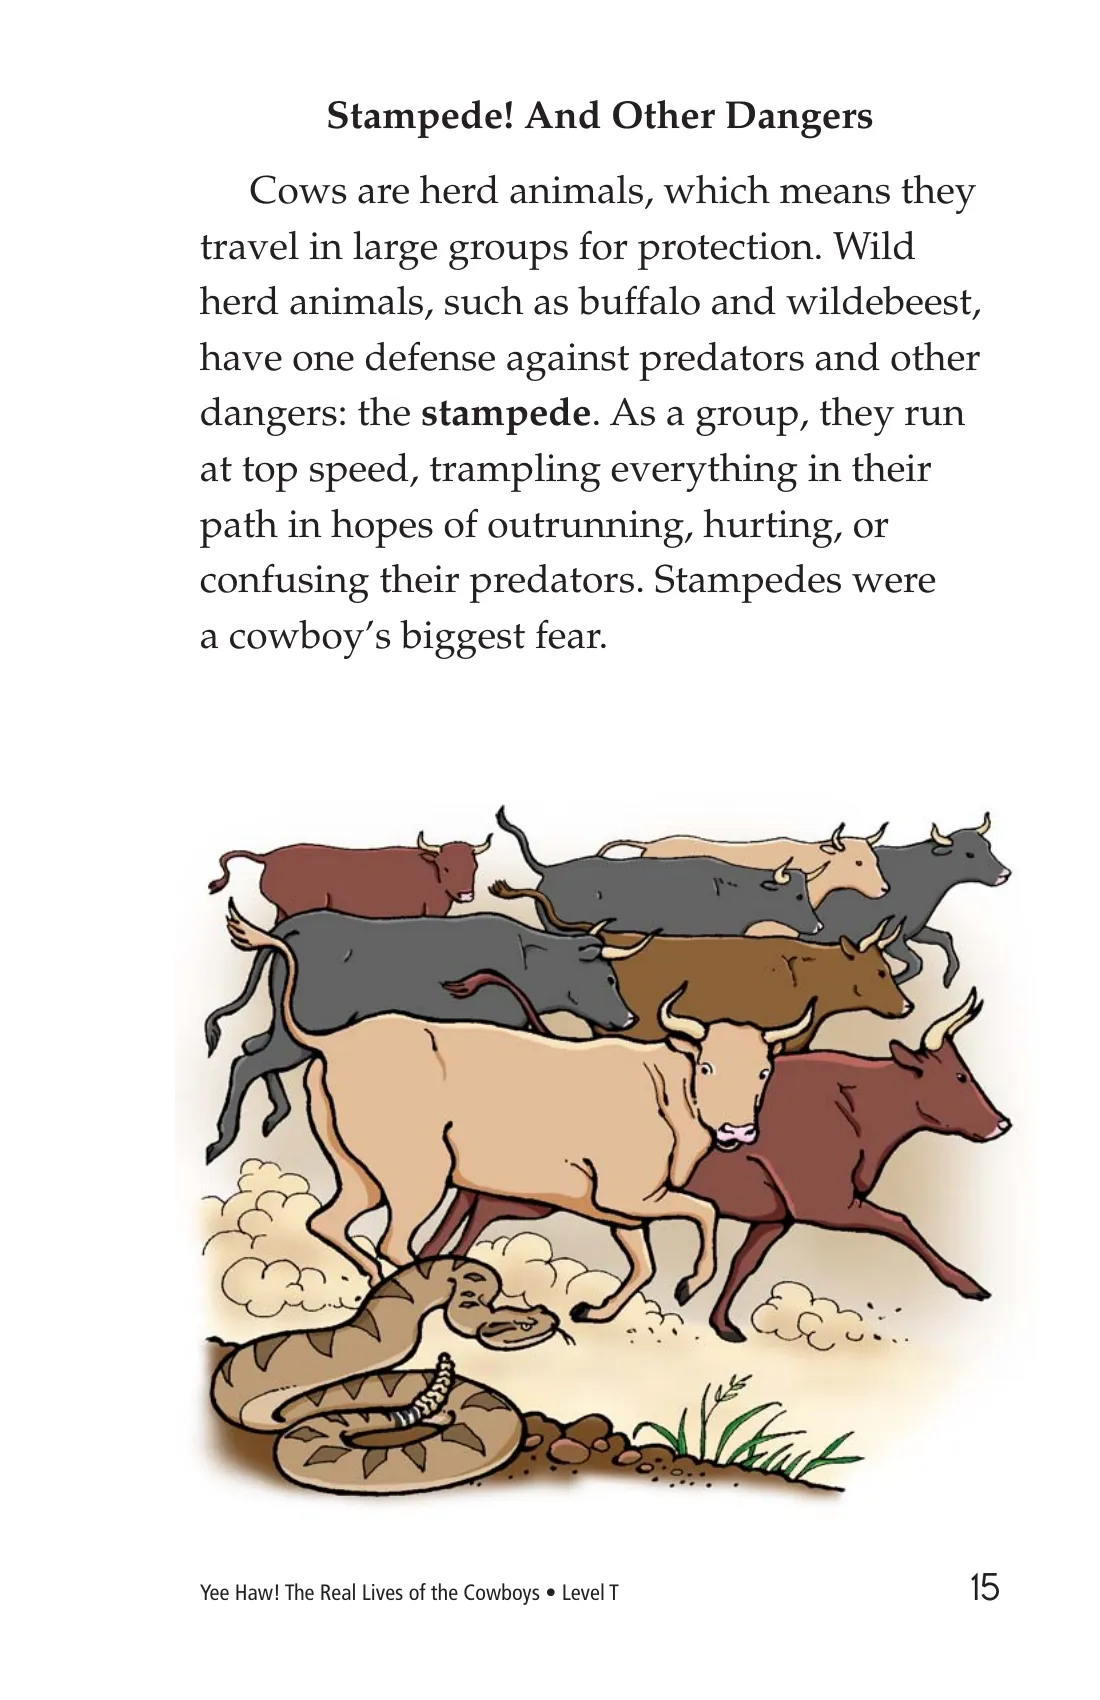 Stampede! And Other Dangers
Cows are herd animals, which means they
travel in large groups for protection. Wild
herd animals, such as buffalo and wildebeest,
have one defense against predators and other
dangers: the stampede. As a group, they run
at top speed, trampling everything in their
path in hopes of outrunning, hurting, or
confusing their predators. Stampedes were
a cowboy’s biggest fear.
Yee Haw! The Real Lives of the Cowboys • Level T
15